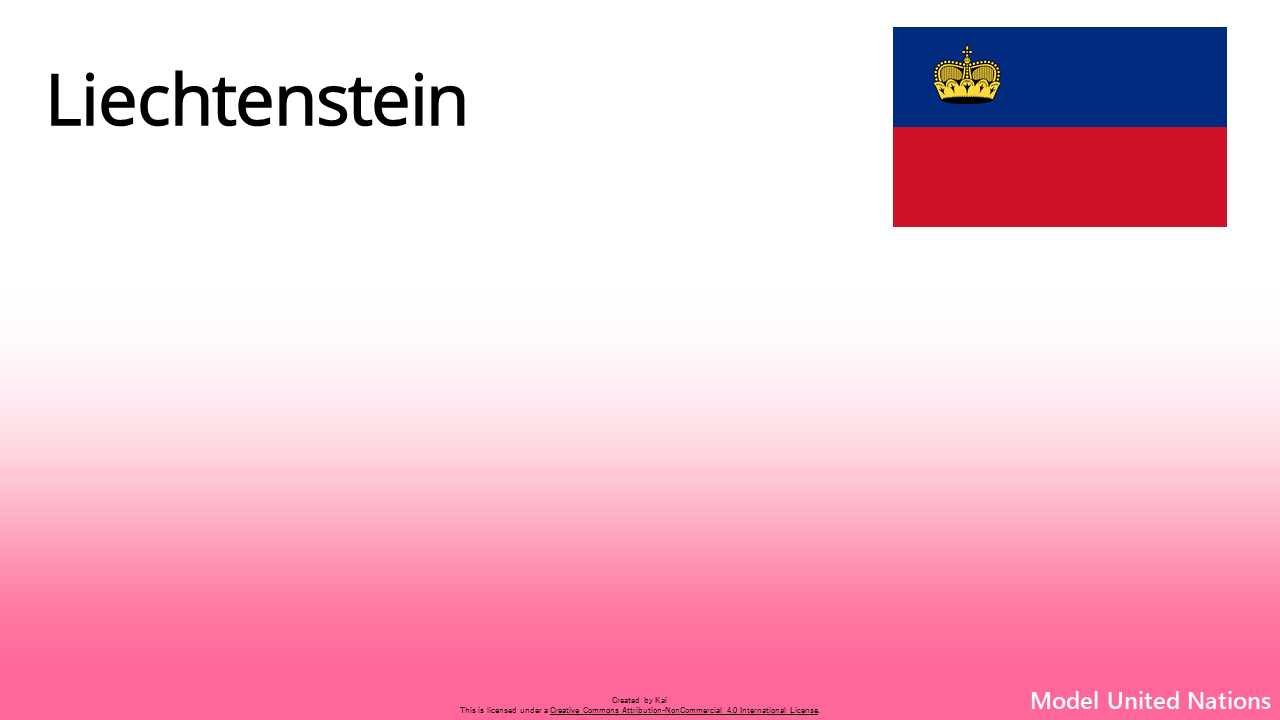 Liechtenstein
Created by Kai
This is licensed under a Creative Commons Attribution-NonCommercial 4.0 International License.
Model United Nations